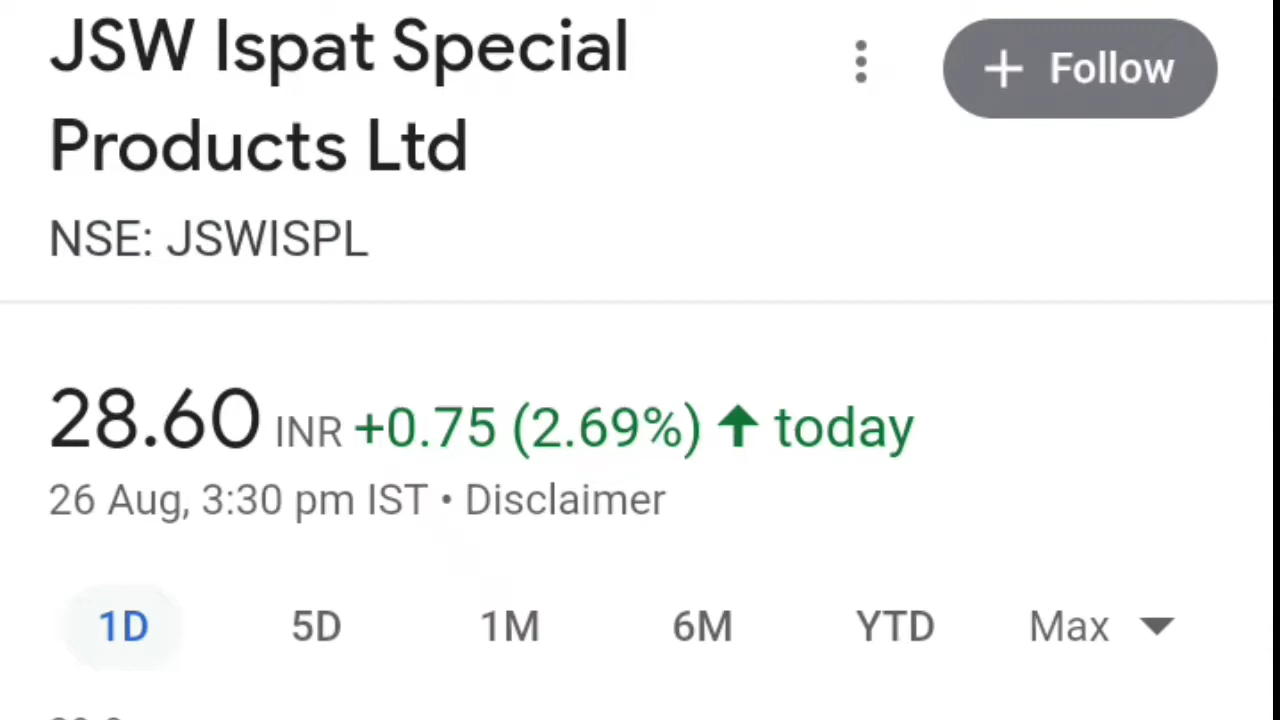 JSW Ispat Special
Products Ltd
+ Follow
NSE: JSWISPL
28.60 INR +0.75 (2.69%) ↑ today
26 Aug, 3:30 pm IST • Disclaimer
1D 5D 1M 6M YTD Max